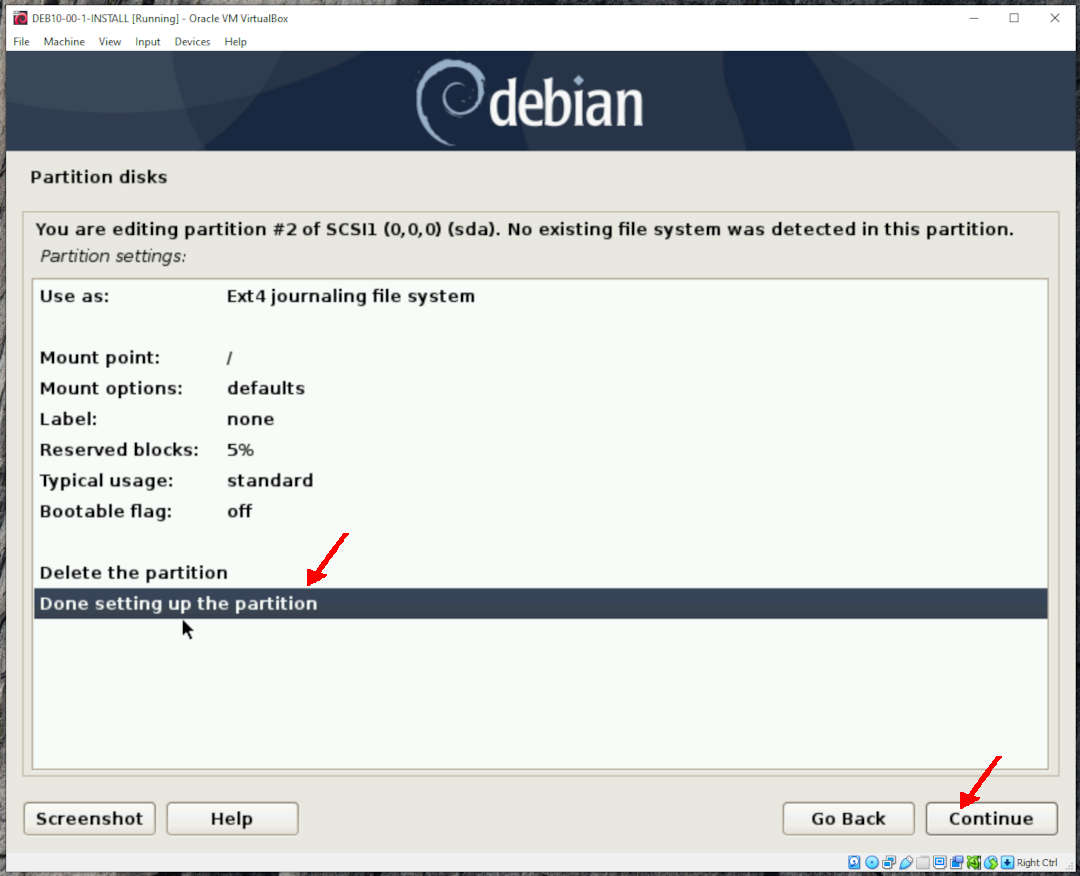 DEB10-00-1-INSTALL [Running] - Oracle VM VirtualBox
File Machine View Input Devices Help
debian
Partition disks
You are editing partition #2 of SCSI1 (0,0,0) (sda). No existing file system was detected in this partition.
Partition settings:
Use as: Ext4 journaling file system
Mount point: /
Mount options: defaults
Label: none
Reserved blocks: 5%
Typical usage: standard
Bootable flag: off
Delete the partition
Done setting up the partition
Screenshot Help Go Back Continue
Right Ctrl